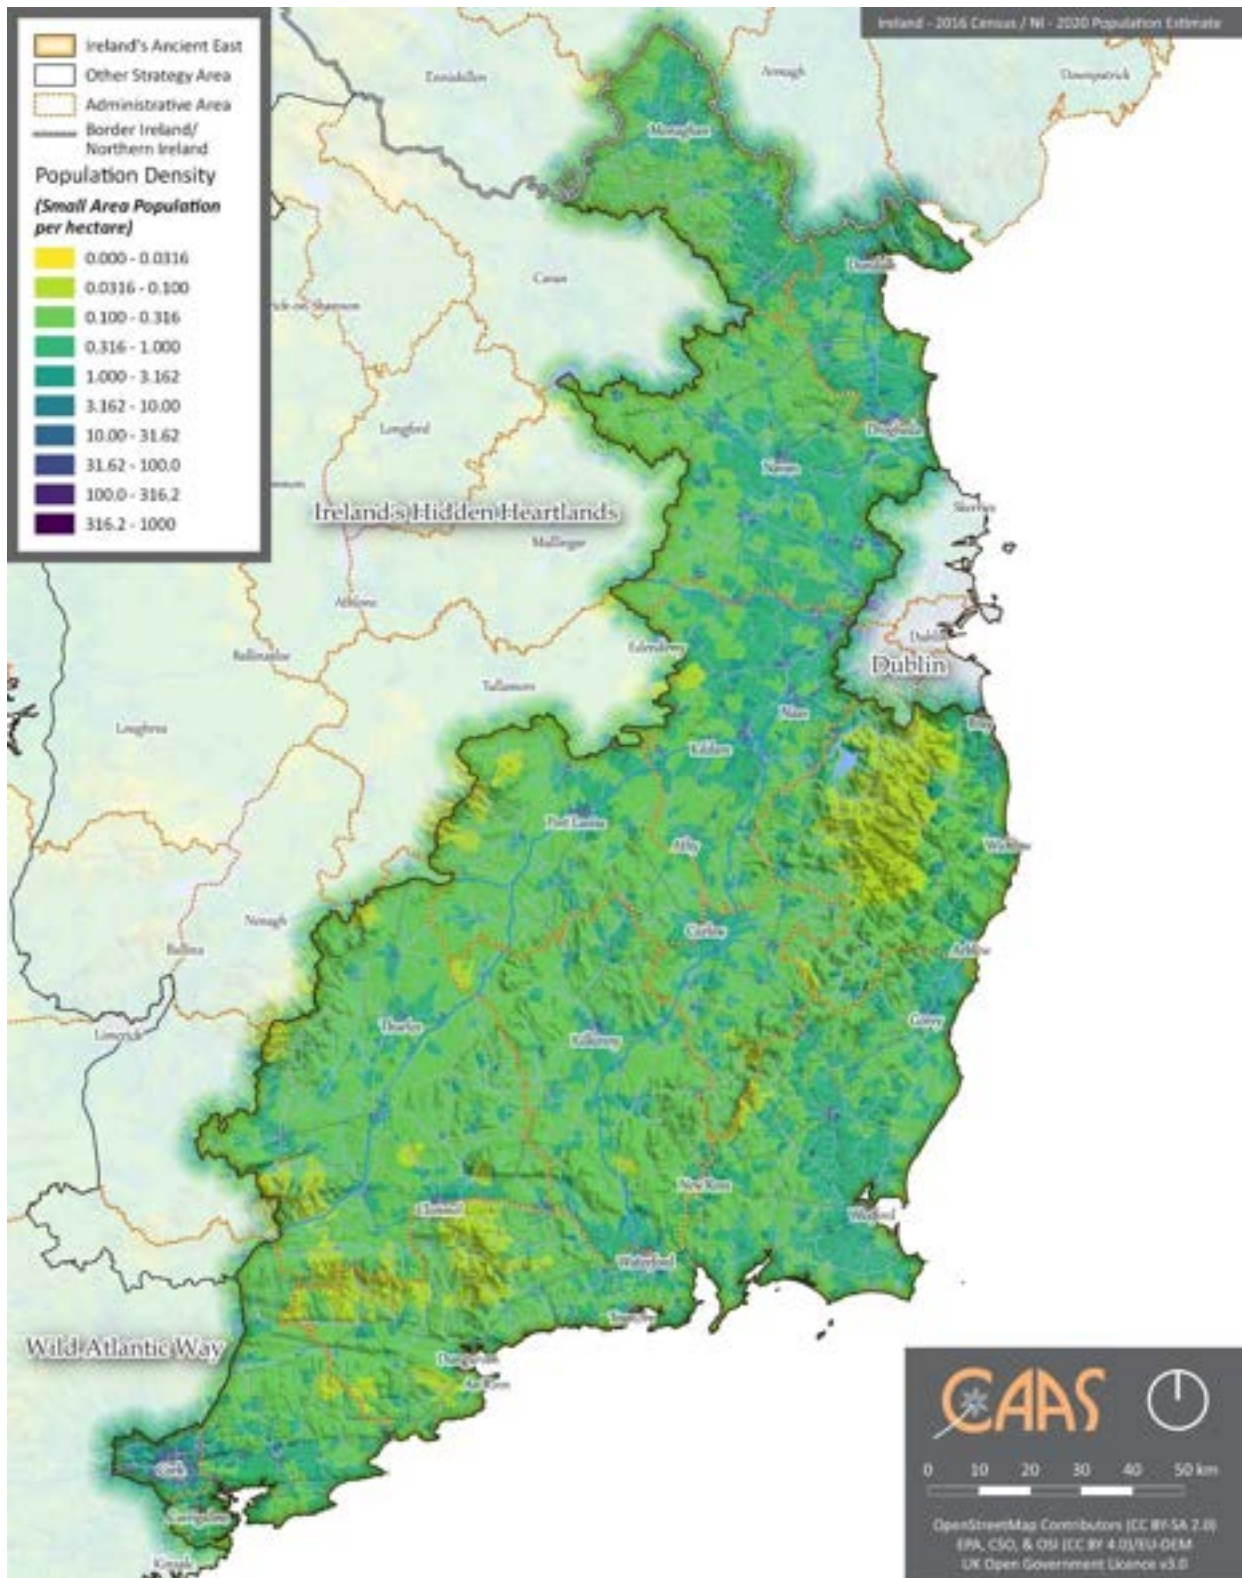 Ireland - 2016 Census / NI - 2020 Population Estimate
Ireland's Ancient East
Other Strategy Area
Administrative Area
Border Ireland/
Northern Ireland
Population Density
(Small Area Population
per hectare)
0.000 - 0.0316
0.0316 - 0.100
0.100 - 0.316
0.316 - 1.000
1.000 - 3.162
3.162 - 10.00
10.00 - 31.62
31.62 - 100.0
100.0 - 316.2
316.2 - 1000
Enniskillen
Armagh
Downpatrick
Monaghan
Dundalk
Cavan
Longford
Drogheda
Navan
Ireland's Hidden Heartlands
Skerries
Mullingar
Athlone
Dublin
Ballinasloe
Edenderry
Dublin
Tullamore
Loughrea
Naas
Bray
Kildare
Port Laoise
Athy
Wicklow
Nenagh
Carlow
Ballina
Arklow
Gorey
Thurles
Limerick
Kilkenny
New Ross
Clonmel
Wexford
Waterford
Tramore
Wild Atlantic Way
Dungarvan
Cork
Carrigaline
Kinsale
CAAS
0 10 20 30 40 50 km
OpenStreetMap Contributors (CC BY-SA 2.0)
EPA, CSO, & OSI (CC BY 4.0)/EU-DEM
UK Open Government Licence v3.0